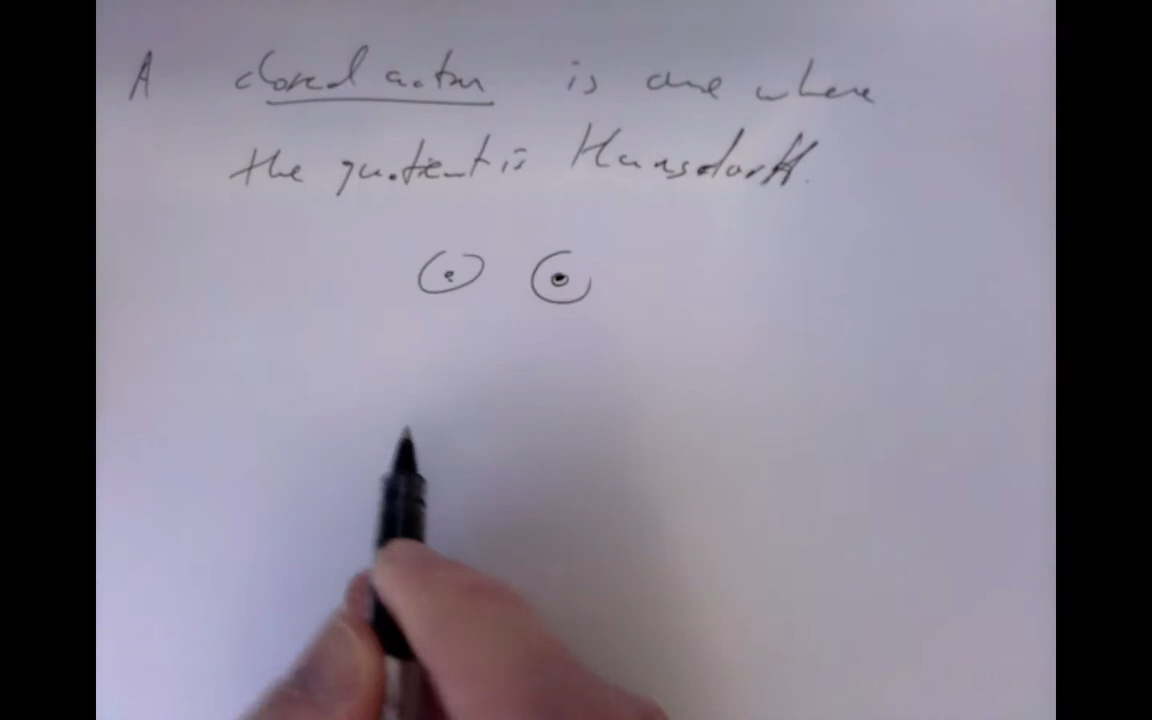 A closed action is one where
the quotient is Hausdorff.